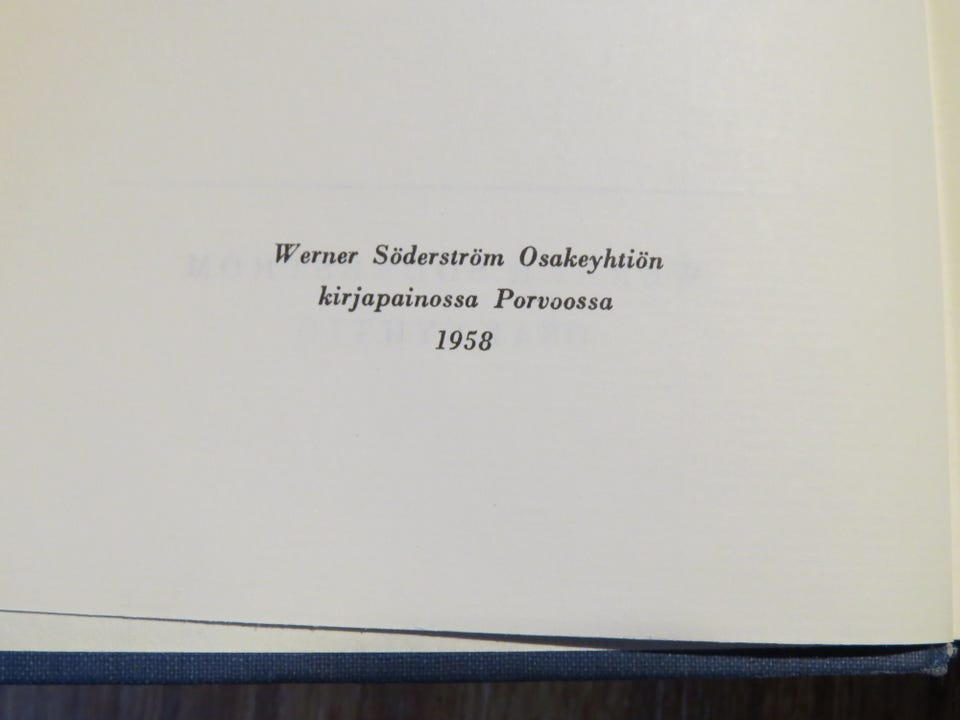 Werner Söderström Osakeyhtiön
kirjapainossa Porvoossa
1958